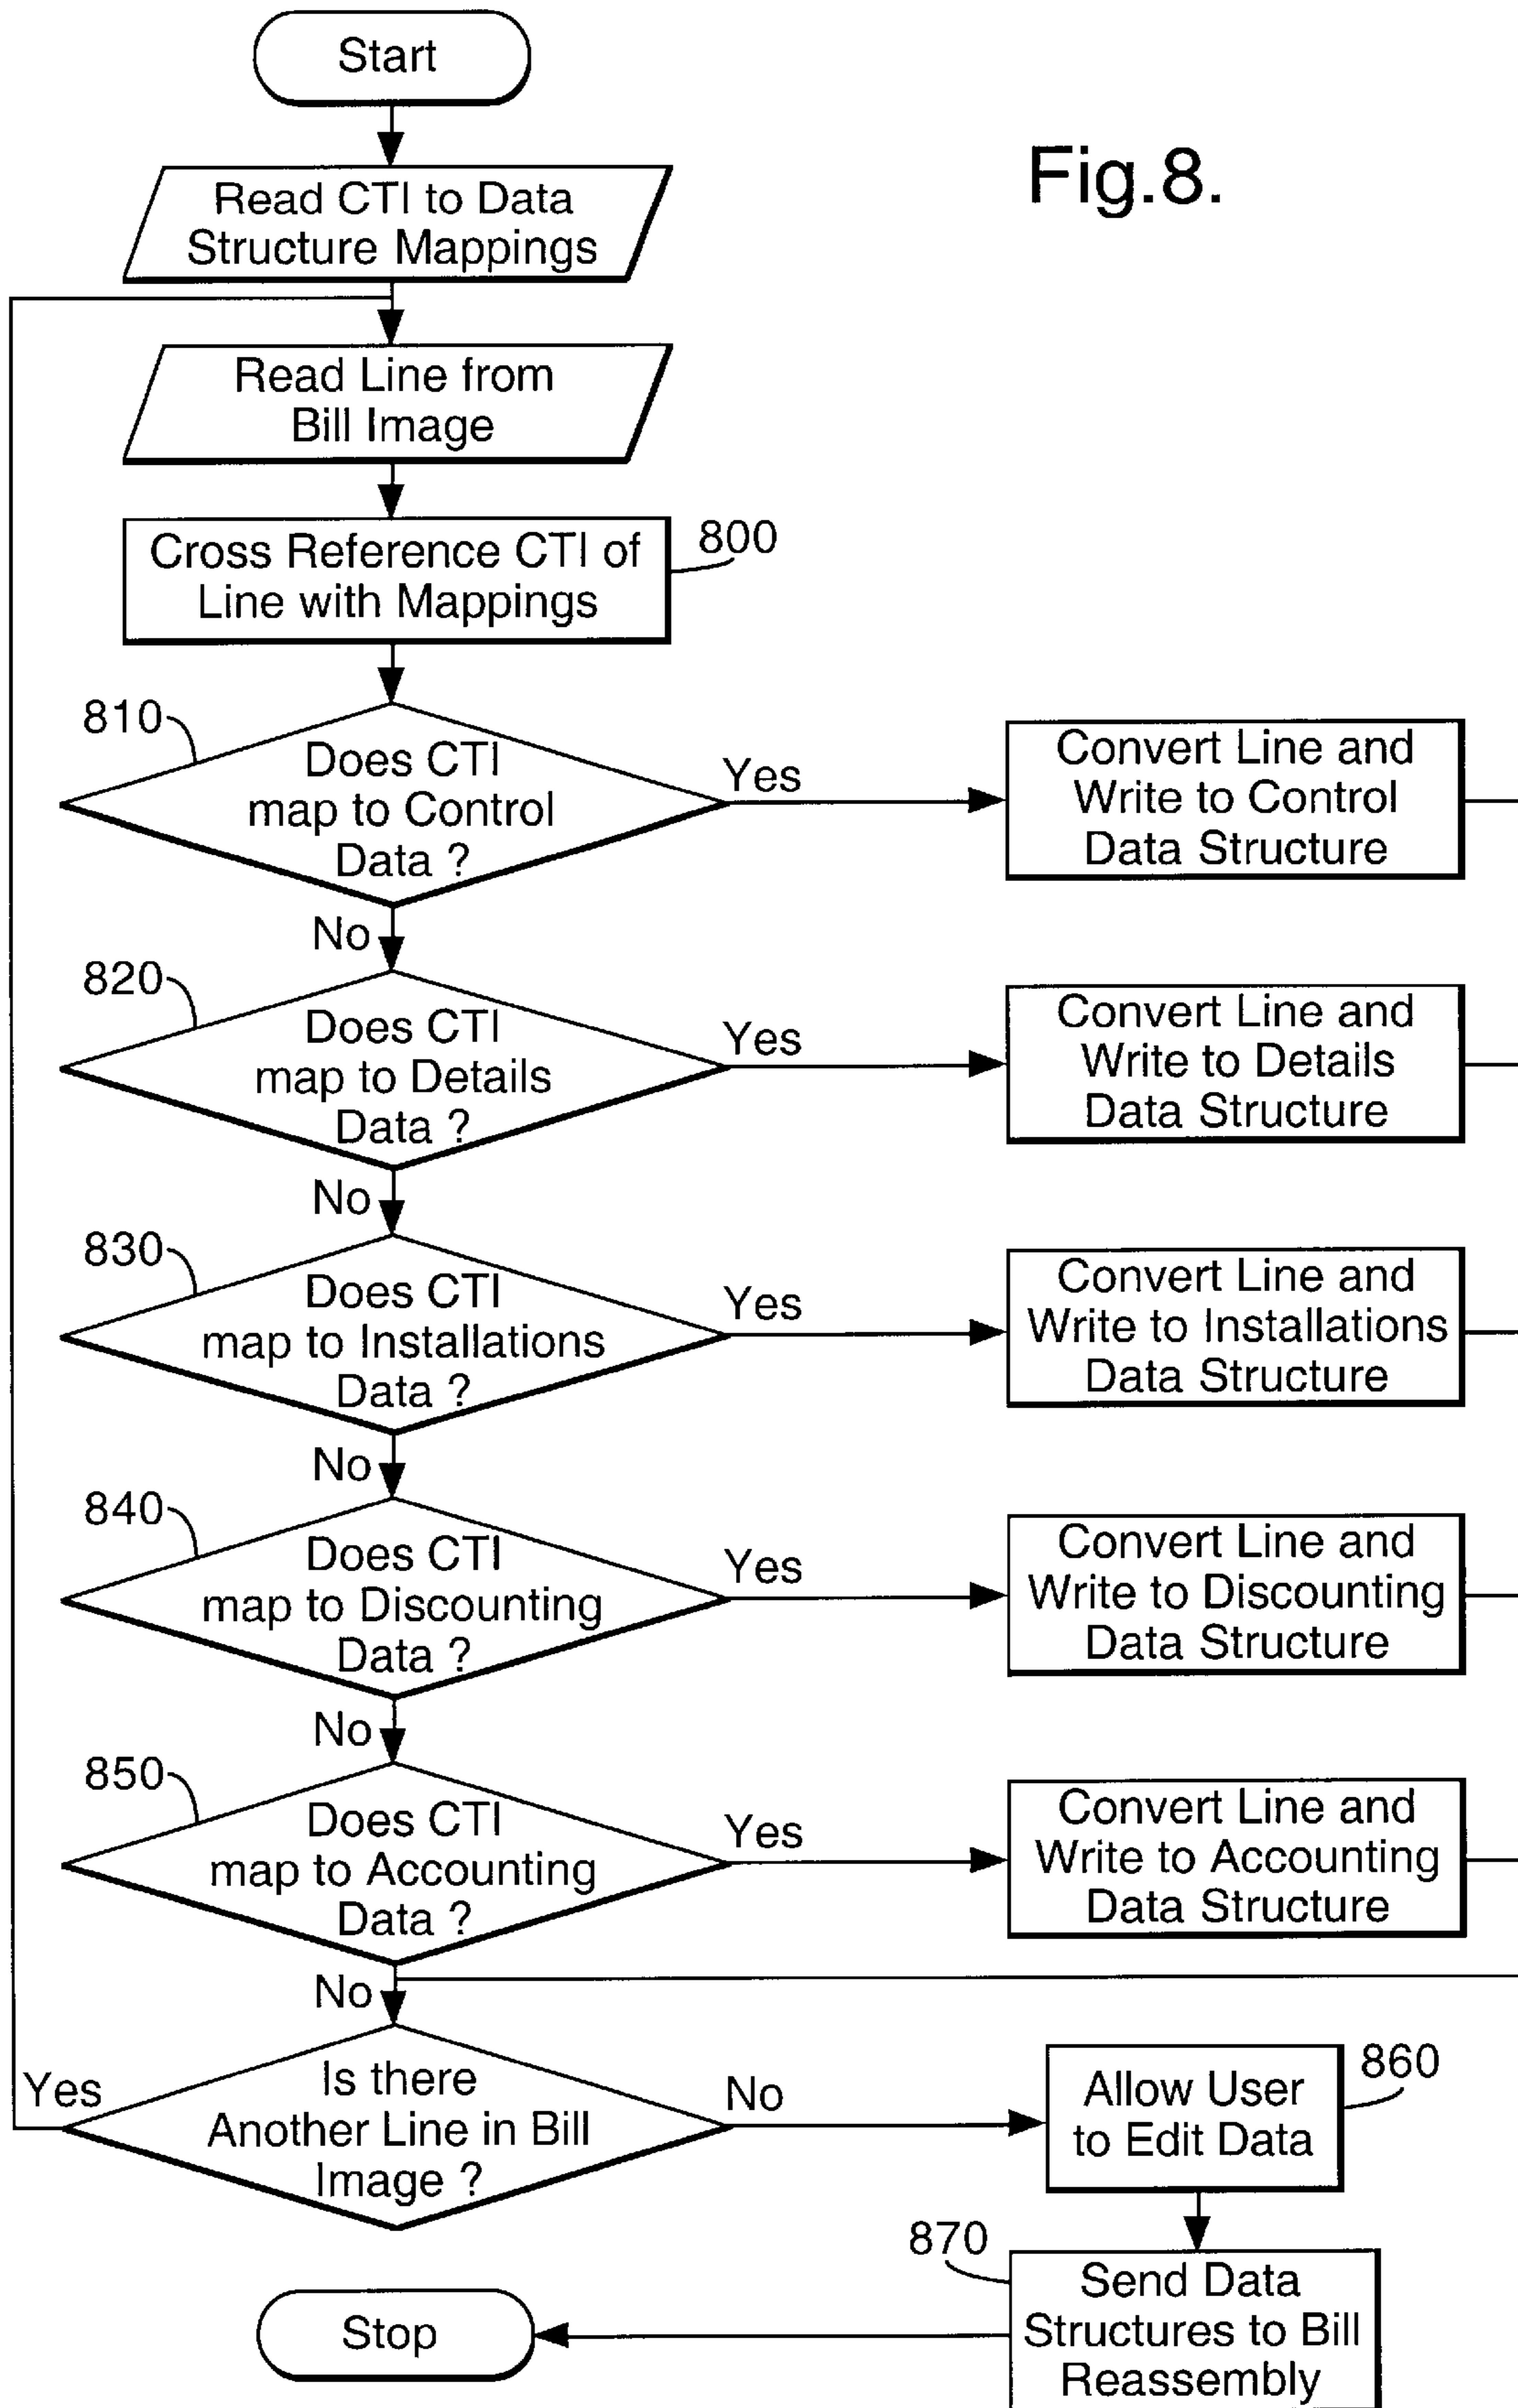 Start
Fig.8.
Read CTI to Data
Structure Mappings
Read Line from
Bill Image
Cross Reference CTI of
Line with Mappings
800
810
Does CTI
map to Control
Data ?
Yes
Convert Line and
Write to Control
Data Structure
No
820
Does CTI
map to Details
Data ?
Yes
Convert Line and
Write to Details
Data Structure
No
830
Does CTI
map to Installations
Data ?
Yes
Convert Line and
Write to Installations
Data Structure
No
840
Does CTI
map to Discounting
Data ?
Yes
Convert Line and
Write to Discounting
Data Structure
No
850
Does CTI
map to Accounting
Data ?
Yes
Convert Line and
Write to Accounting
Data Structure
No
Yes
Is there
Another Line in Bill
Image ?
No
Allow User
to Edit Data
860
870
Send Data
Structures to Bill
Reassembly
Stop